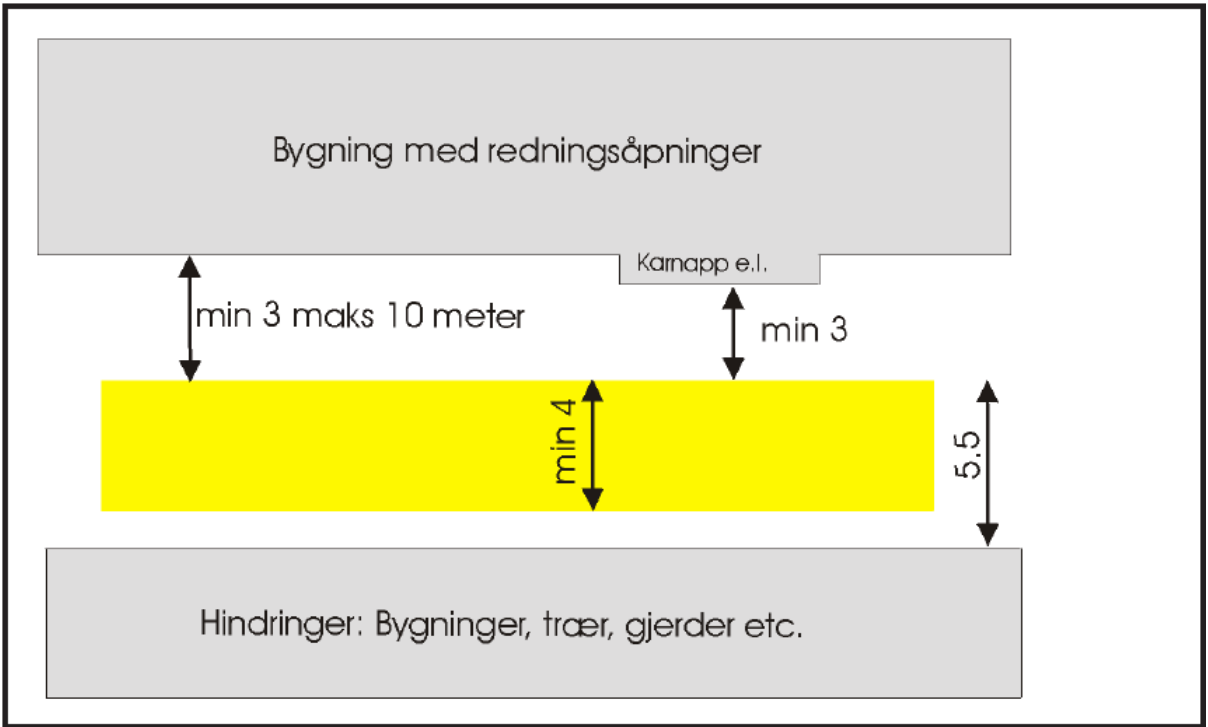 Bygning med redningsåpninger
Karnapp e.l.
min 3 maks 10 meter
min 3
min 4
5.5
Hindringer: Bygninger, trær, gjerder etc.